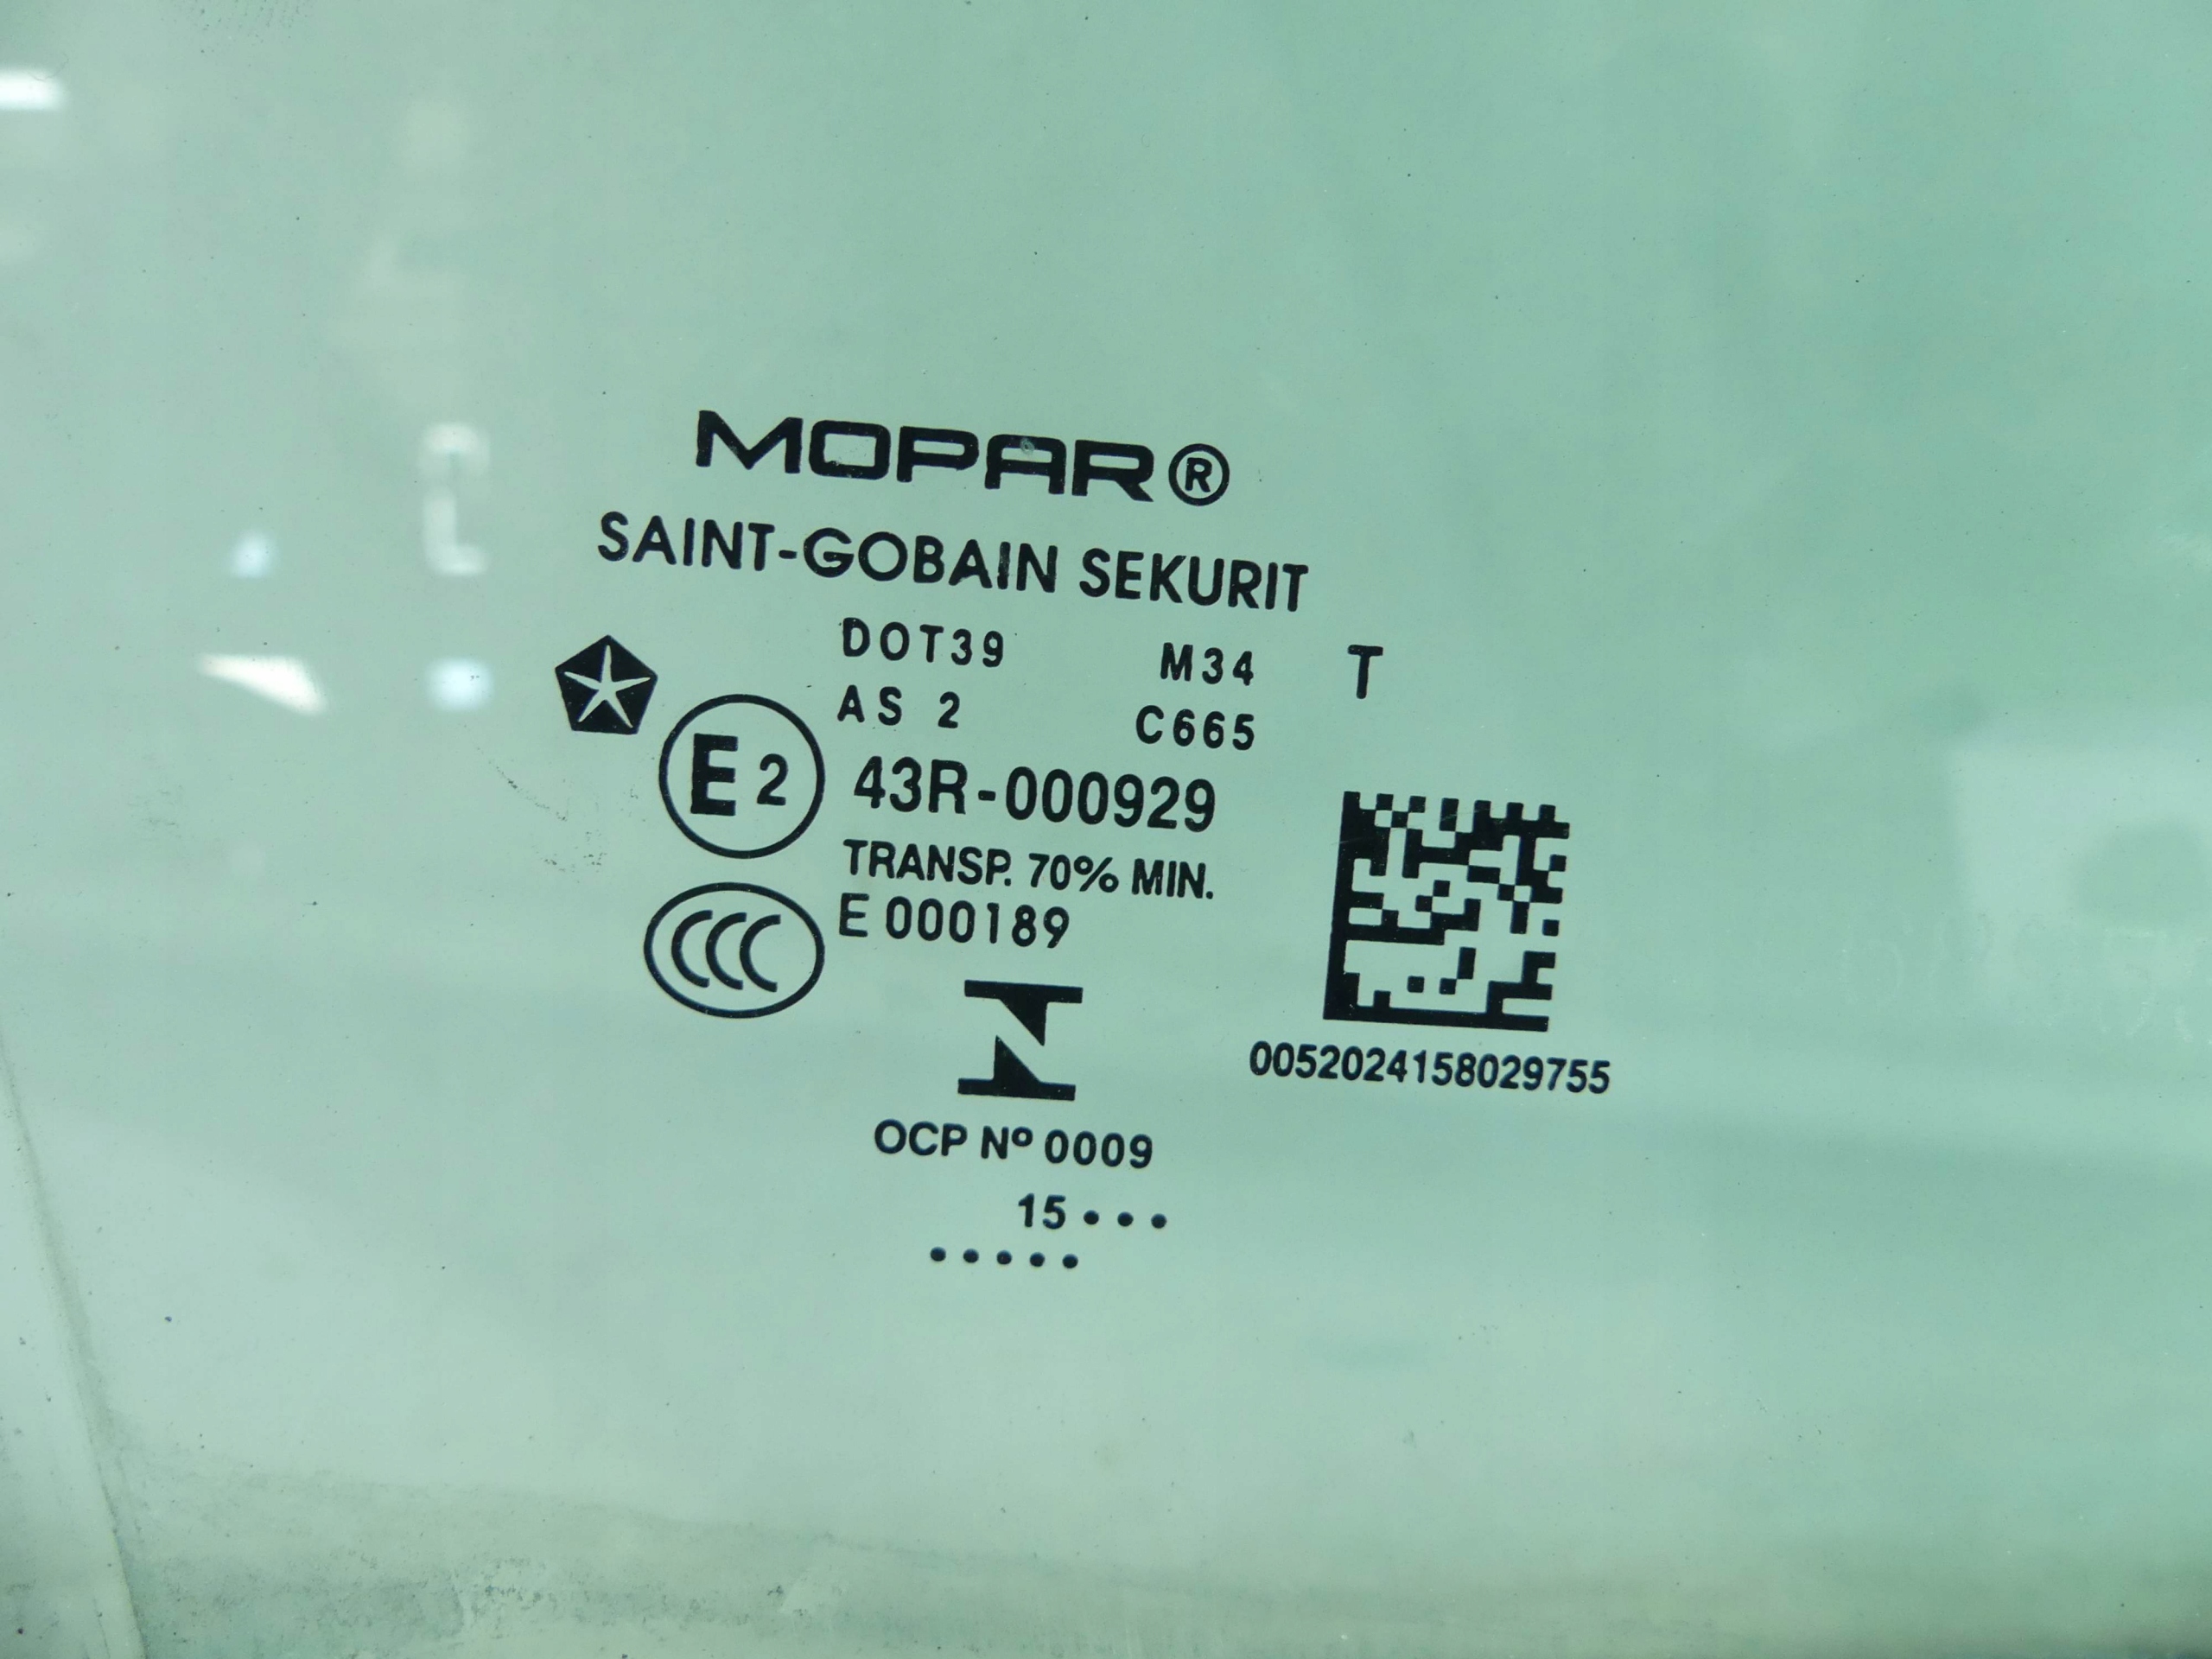 MOPAR®
SAINT-GOBAIN SEKURIT
DOT39 M34 T
AS 2 C665
E2 43R-000929
TRANSP. 70% MIN.
E 000189
CCC
OCP Nº 0009
0052024158029755
15•••
•••••